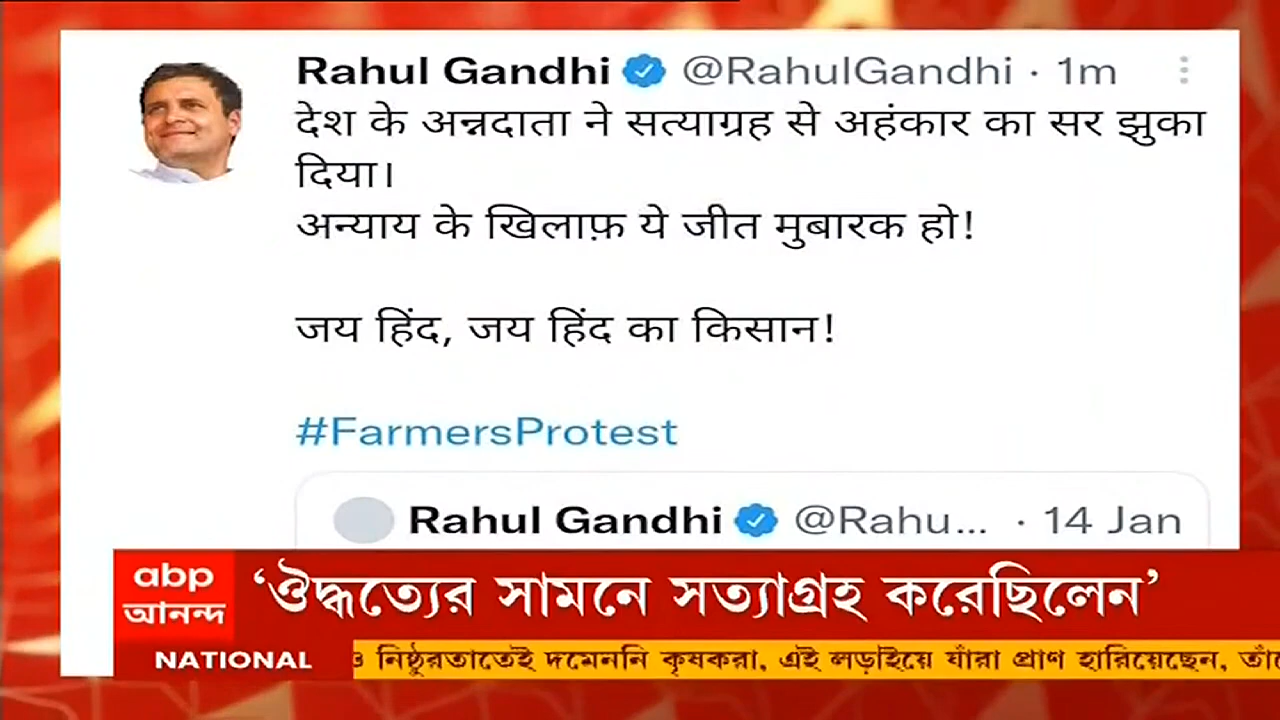 Rahul Gandhi @RahulGandhi · 1m
देश के अन्नदाता ने सत्याग्रह से अहंकार का सर झुका
दिया।
अन्याय के खिलाफ़ ये जीत मुबारक हो!
जय हिंद, जय हिंद का किसान!
#FarmersProtest
Rahul Gandhi @Rahu... · 14 Jan
abp
আনন্দ
‘ঔদ্ধত্যের সামনে সত্যাগ্রহ করেছিলেন’
NATIONAL
ও নিষ্ঠুরতাতেই দমেননি কৃষকরা, এই লড়াইয়ে যাঁরা প্রাণ হারিয়েছেন,